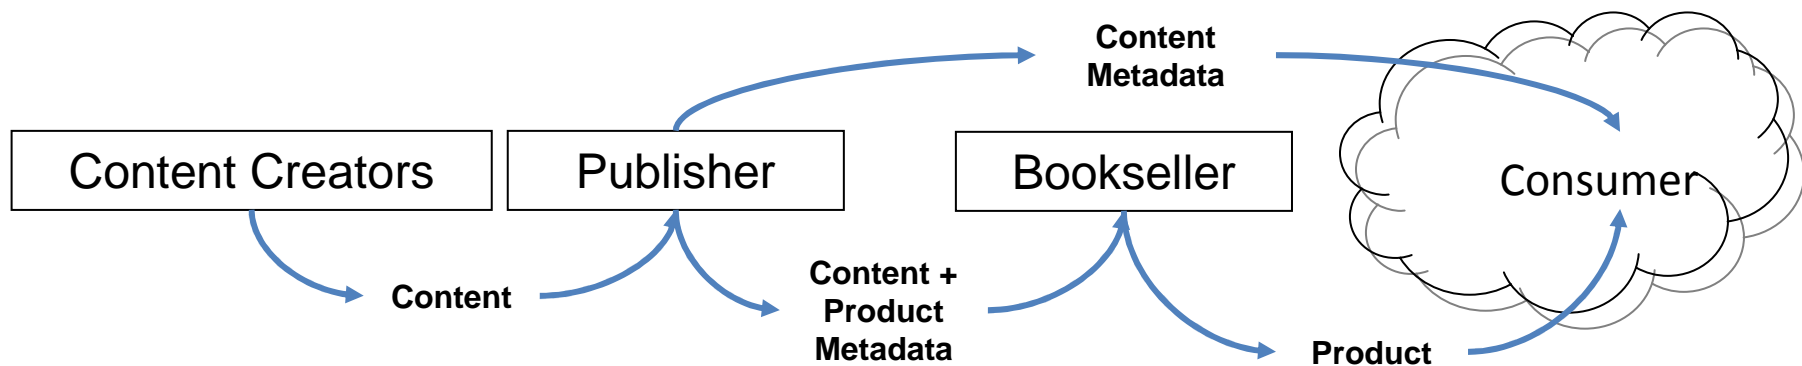 Content
Metadata
Content Creators
Publisher
Bookseller
Consumer
Content
Content +
Product
Metadata
Product